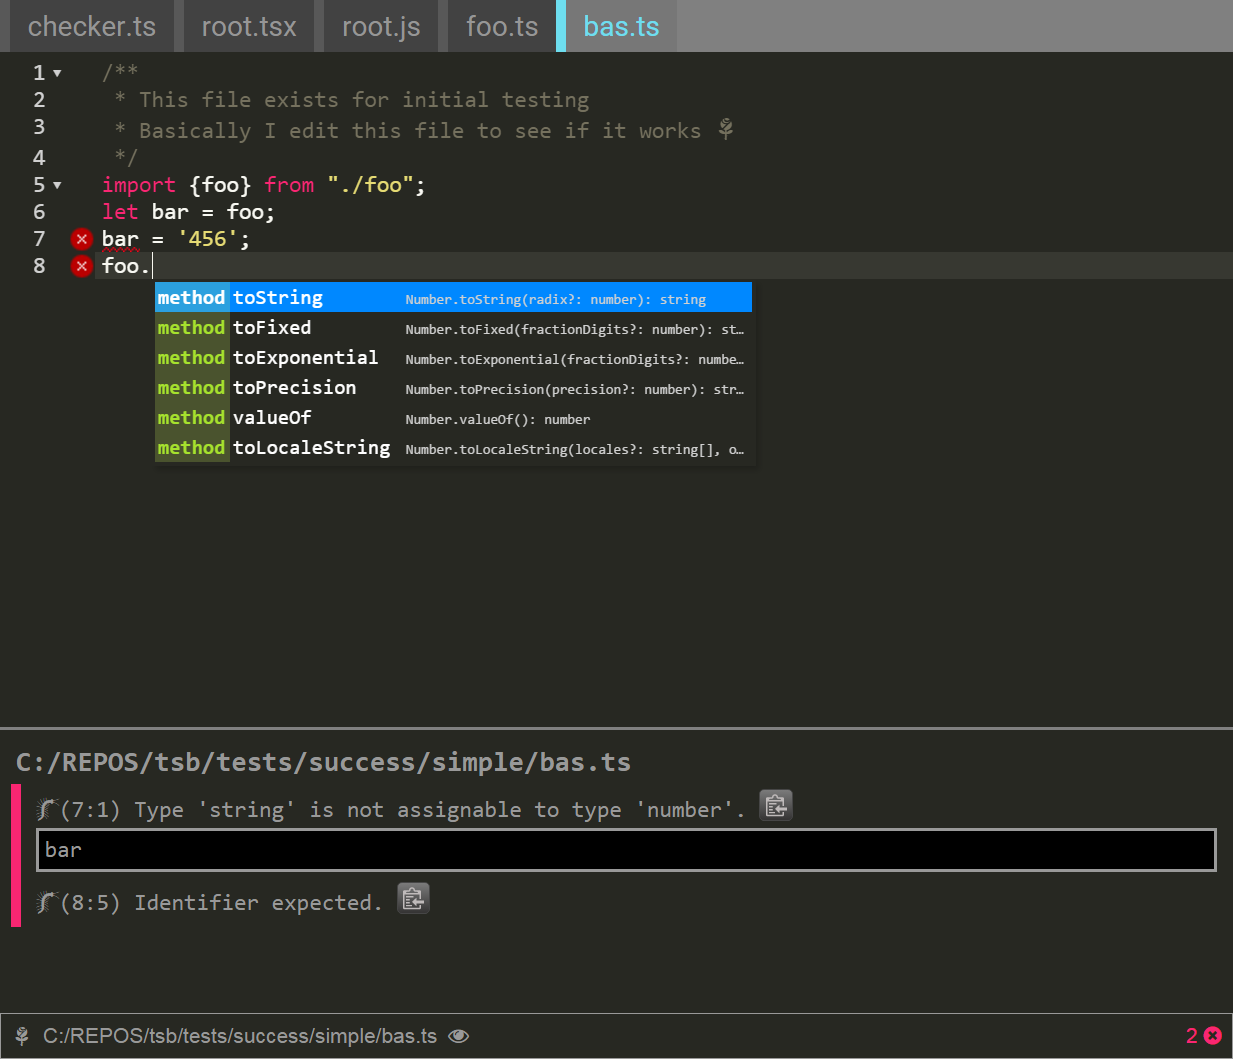 checker.ts root.tsx root.js foo.ts bas.ts
1 /**
2  * This file exists for initial testing
3  * Basically I edit this file to see if it works 🌹
4  */
5 import {foo} from "./foo";
6 let bar = foo;
7 bar = '456';
8 foo.
method toString Number.toString(radix?: number): string
method toFixed Number.toFixed(fractionDigits?: number): st…
method toExponential Number.toExponential(fractionDigits?: numbe…
method toPrecision Number.toPrecision(precision?: number): str…
method valueOf Number.valueOf(): number
method toLocaleString Number.toLocaleString(locales?: string[], o…
C:/REPOS/tsb/tests/success/simple/bas.ts
🐛(7:1) Type 'string' is not assignable to type 'number'.
bar
🐛(8:5) Identifier expected.
🌹 C:/REPOS/tsb/tests/success/simple/bas.ts 2